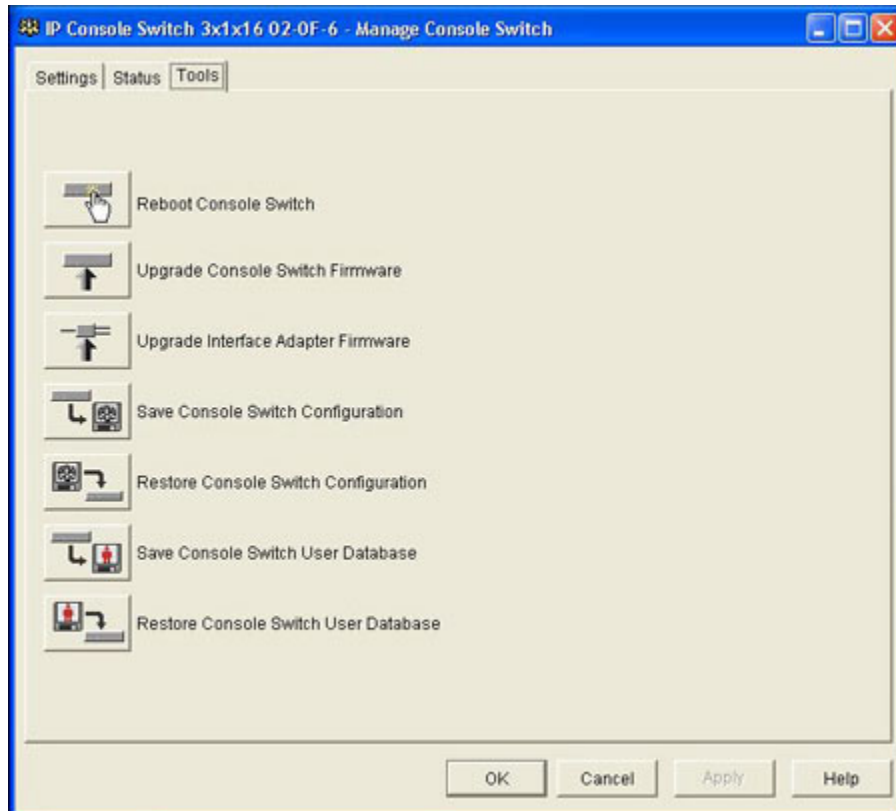 IP Console Switch 3x1x16 02-0F-6 - Manage Console Switch
Settings Status Tools
Reboot Console Switch
Upgrade Console Switch Firmware
Upgrade Interface Adapter Firmware
Save Console Switch Configuration
Restore Console Switch Configuration
Save Console Switch User Database
Restore Console Switch User Database
OK Cancel Apply Help